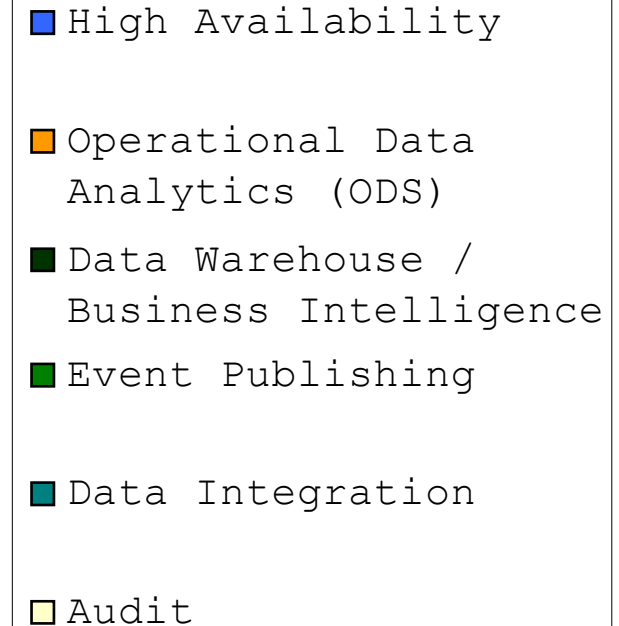 High Availability
Operational Data
Analytics (ODS)
Data Warehouse /
Business Intelligence
Event Publishing
Data Integration
Audit